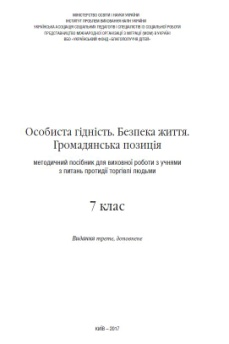 МІНІСТЕРСТВО ОСВІТИ І НАУКИ УКРАЇНИ
ІНСТИТУТ ПРОБЛЕМ ВИХОВАННЯ НАПН УКРАЇНИ
УКРАЇНСЬКА АСОЦІАЦІЯ СОЦІАЛЬНИХ ПЕДАГОГІВ І СПЕЦІАЛІСТІВ ІЗ СОЦІАЛЬНОЇ РОБОТИ
ПРЕДСТАВНИЦТВО МІЖНАРОДНОЇ ОРГАНІЗАЦІЇ З МІГРАЦІЇ (МОМ) В УКРАЇНІ
МБО «УКРАЇНСЬКИЙ ФОНД «БЛАГОПОЛУЧЧЯ ДІТЕЙ»
Особиста гідність. Безпека життя.
Громадянська позиція
методичний посібник для виховної роботи з учнями
з питань протидії торгівлі людьми
7 клас
Видання третє, доповнене
КИЇВ – 2017